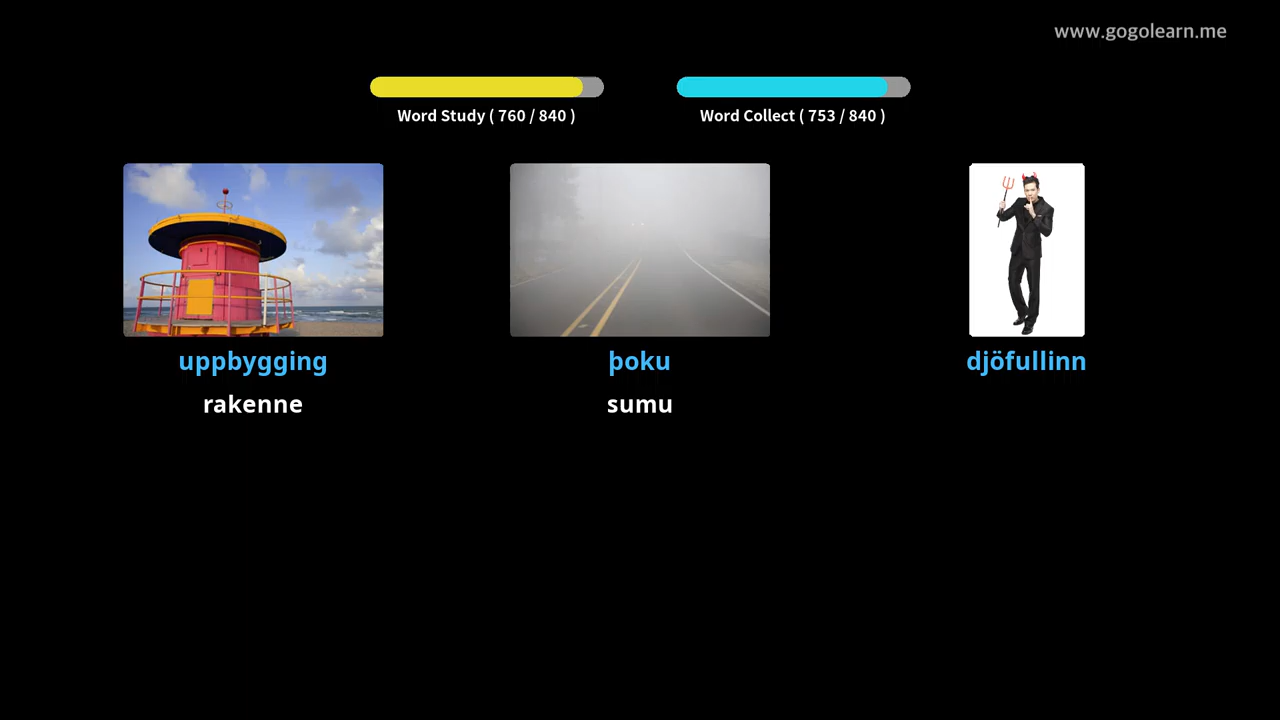 www.gogolearn.me
Word Study ( 760 / 840 )
Word Collect ( 753 / 840 )
uppbygging
þoku
djöfullinn
rakenne
sumu